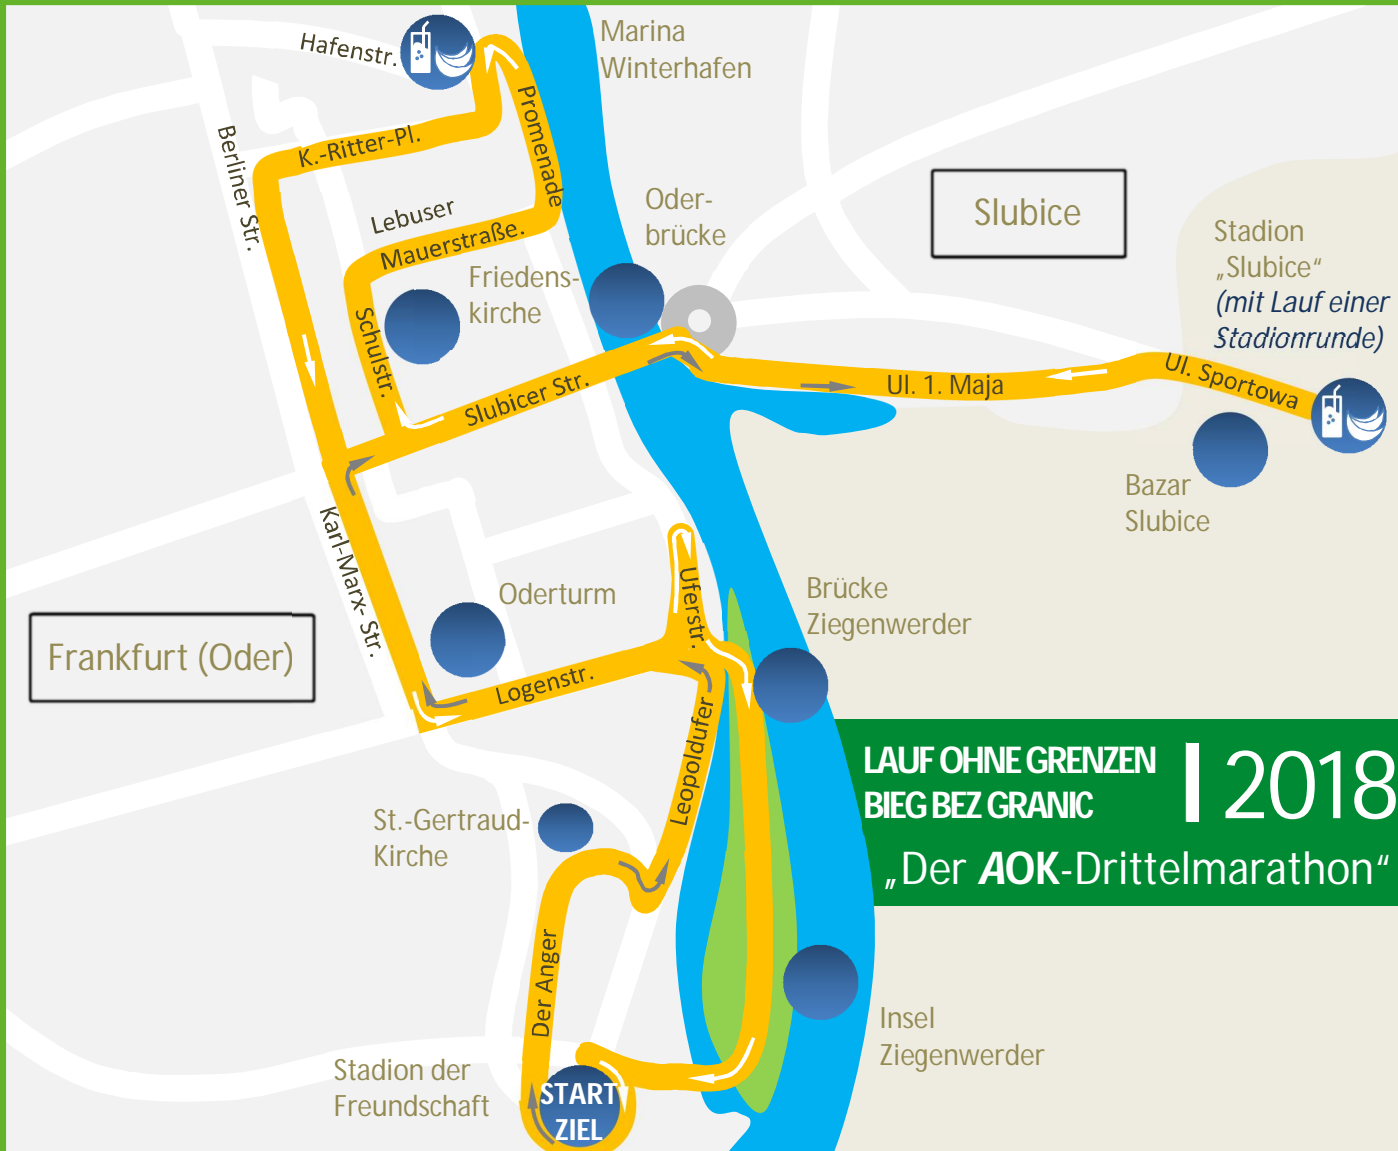 Hafenstr.
Marina
Winterhafen
Promenade
K.-Ritter-Pl.
Berliner Str.
Lebuser
Mauerstraße.
Oder-
brücke
Slubice
Stadion
„Slubice“
(mit Lauf einer
Stadionrunde)
Friedens-
kirche
Schulstr.
Slubicer Str.
Ul. 1. Maja
Ul. Sportowa
Bazar
Slubice
Karl-Marx- Str.
Oderturm
Uferstr.
Brücke
Ziegenwerder
Frankfurt (Oder)
Logenstr.
Leopoldufer
LAUF OHNE GRENZEN
BIEG BEZ GRANIC
2018
„Der AOK-Drittelmarathon“
St.-Gertraud-
Kirche
Der Anger
Insel
Ziegenwerder
Stadion der
Freundschaft
START
ZIEL